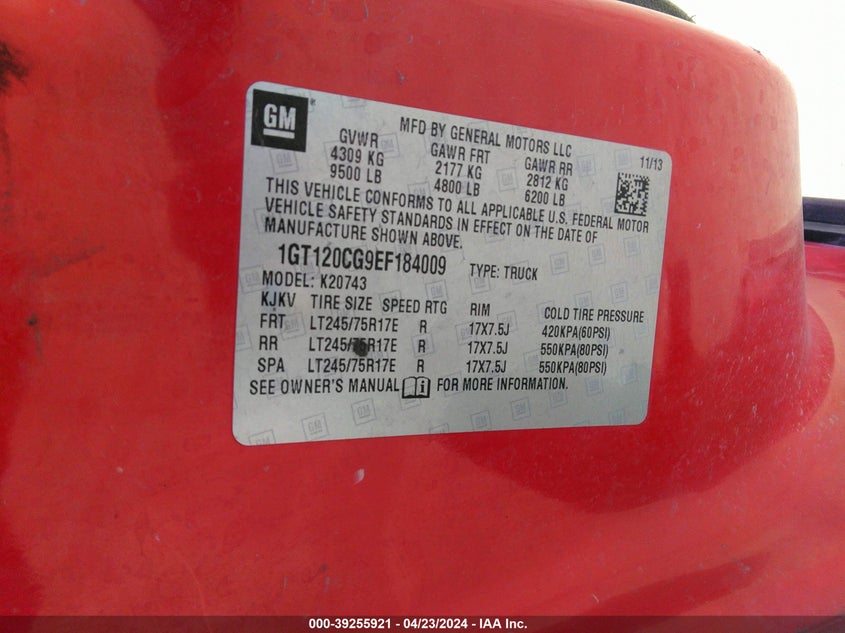 GM
MFD BY GENERAL MOTORS LLC
11/13
GVWR GAWR FRT GAWR RR
4309 KG 2177 KG 2812 KG
9500 LB 4800 LB 6200 LB
THIS VEHICLE CONFORMS TO ALL APPLICABLE U.S. FEDERAL MOTOR
VEHICLE SAFETY STANDARDS IN EFFECT ON THE DATE OF
MANUFACTURE SHOWN ABOVE.
1GT120CG9EF184009 TYPE: TRUCK
MODEL: K20743
KJKV TIRE SIZE SPEED RTG RIM COLD TIRE PRESSURE
FRT LT245/75R17E R 17X7.5J 420KPA(60PSI)
RR LT245/75R17E R 17X7.5J 550KPA(80PSI)
SPA LT245/75R17E R 17X7.5J 550KPA(80PSI)
SEE OWNER'S MANUAL FOR MORE INFORMATION.
000-39255921 - 04/23/2024 - IAA Inc.